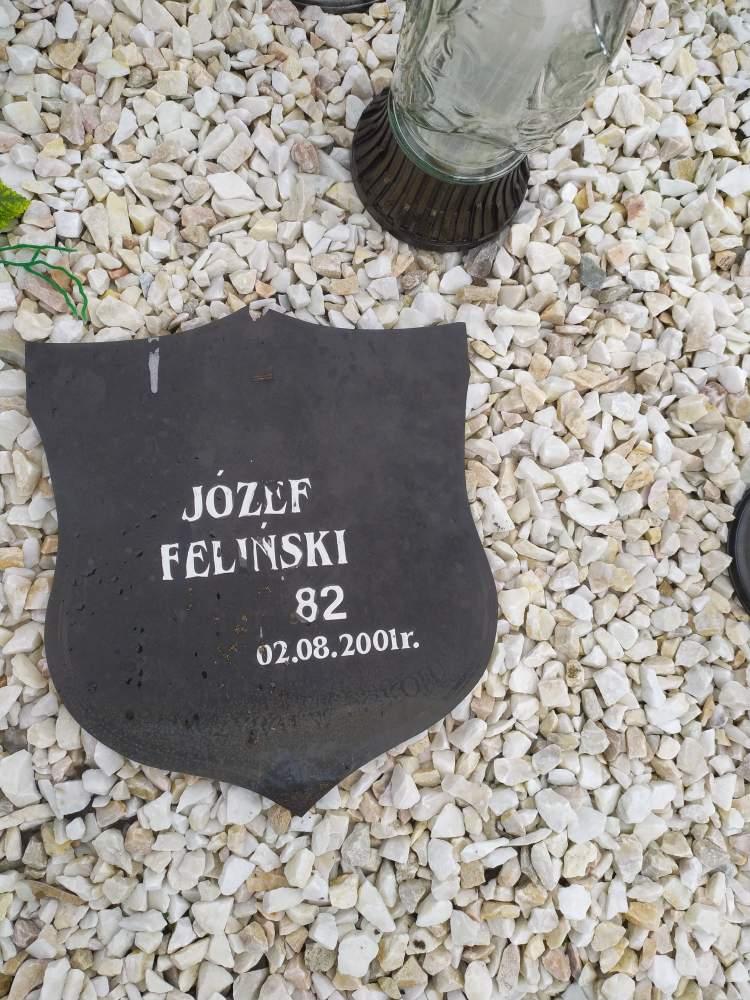 JÓZEF
FELIŃSKI
82
02.08.2001r.